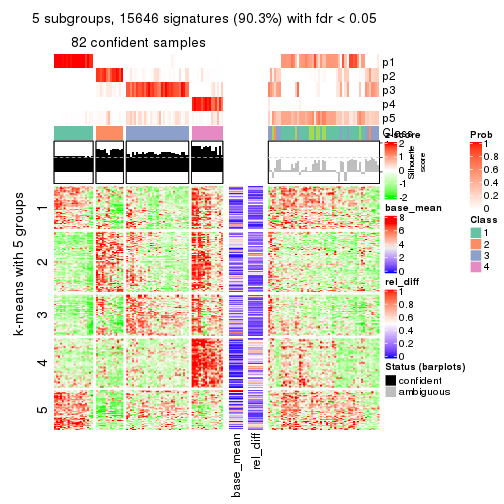 5 subgroups, 15646 signatures (90.3%) with fdr < 0.05
82 confident samples
p1
p2
p3
p4
p5
Class
Silhouette
score
k-means with 5 groups
1
2
3
4
5
base_mean
rel_diff
z-score
2
1
0
-1
-2
base_mean
8
6
4
2
0
rel_diff
1
0.8
0.6
0.4
0.2
0
Status (barplots)
confident
ambiguous
Prob
1
0.8
0.6
0.4
0.2
0
Class
1
2
3
4